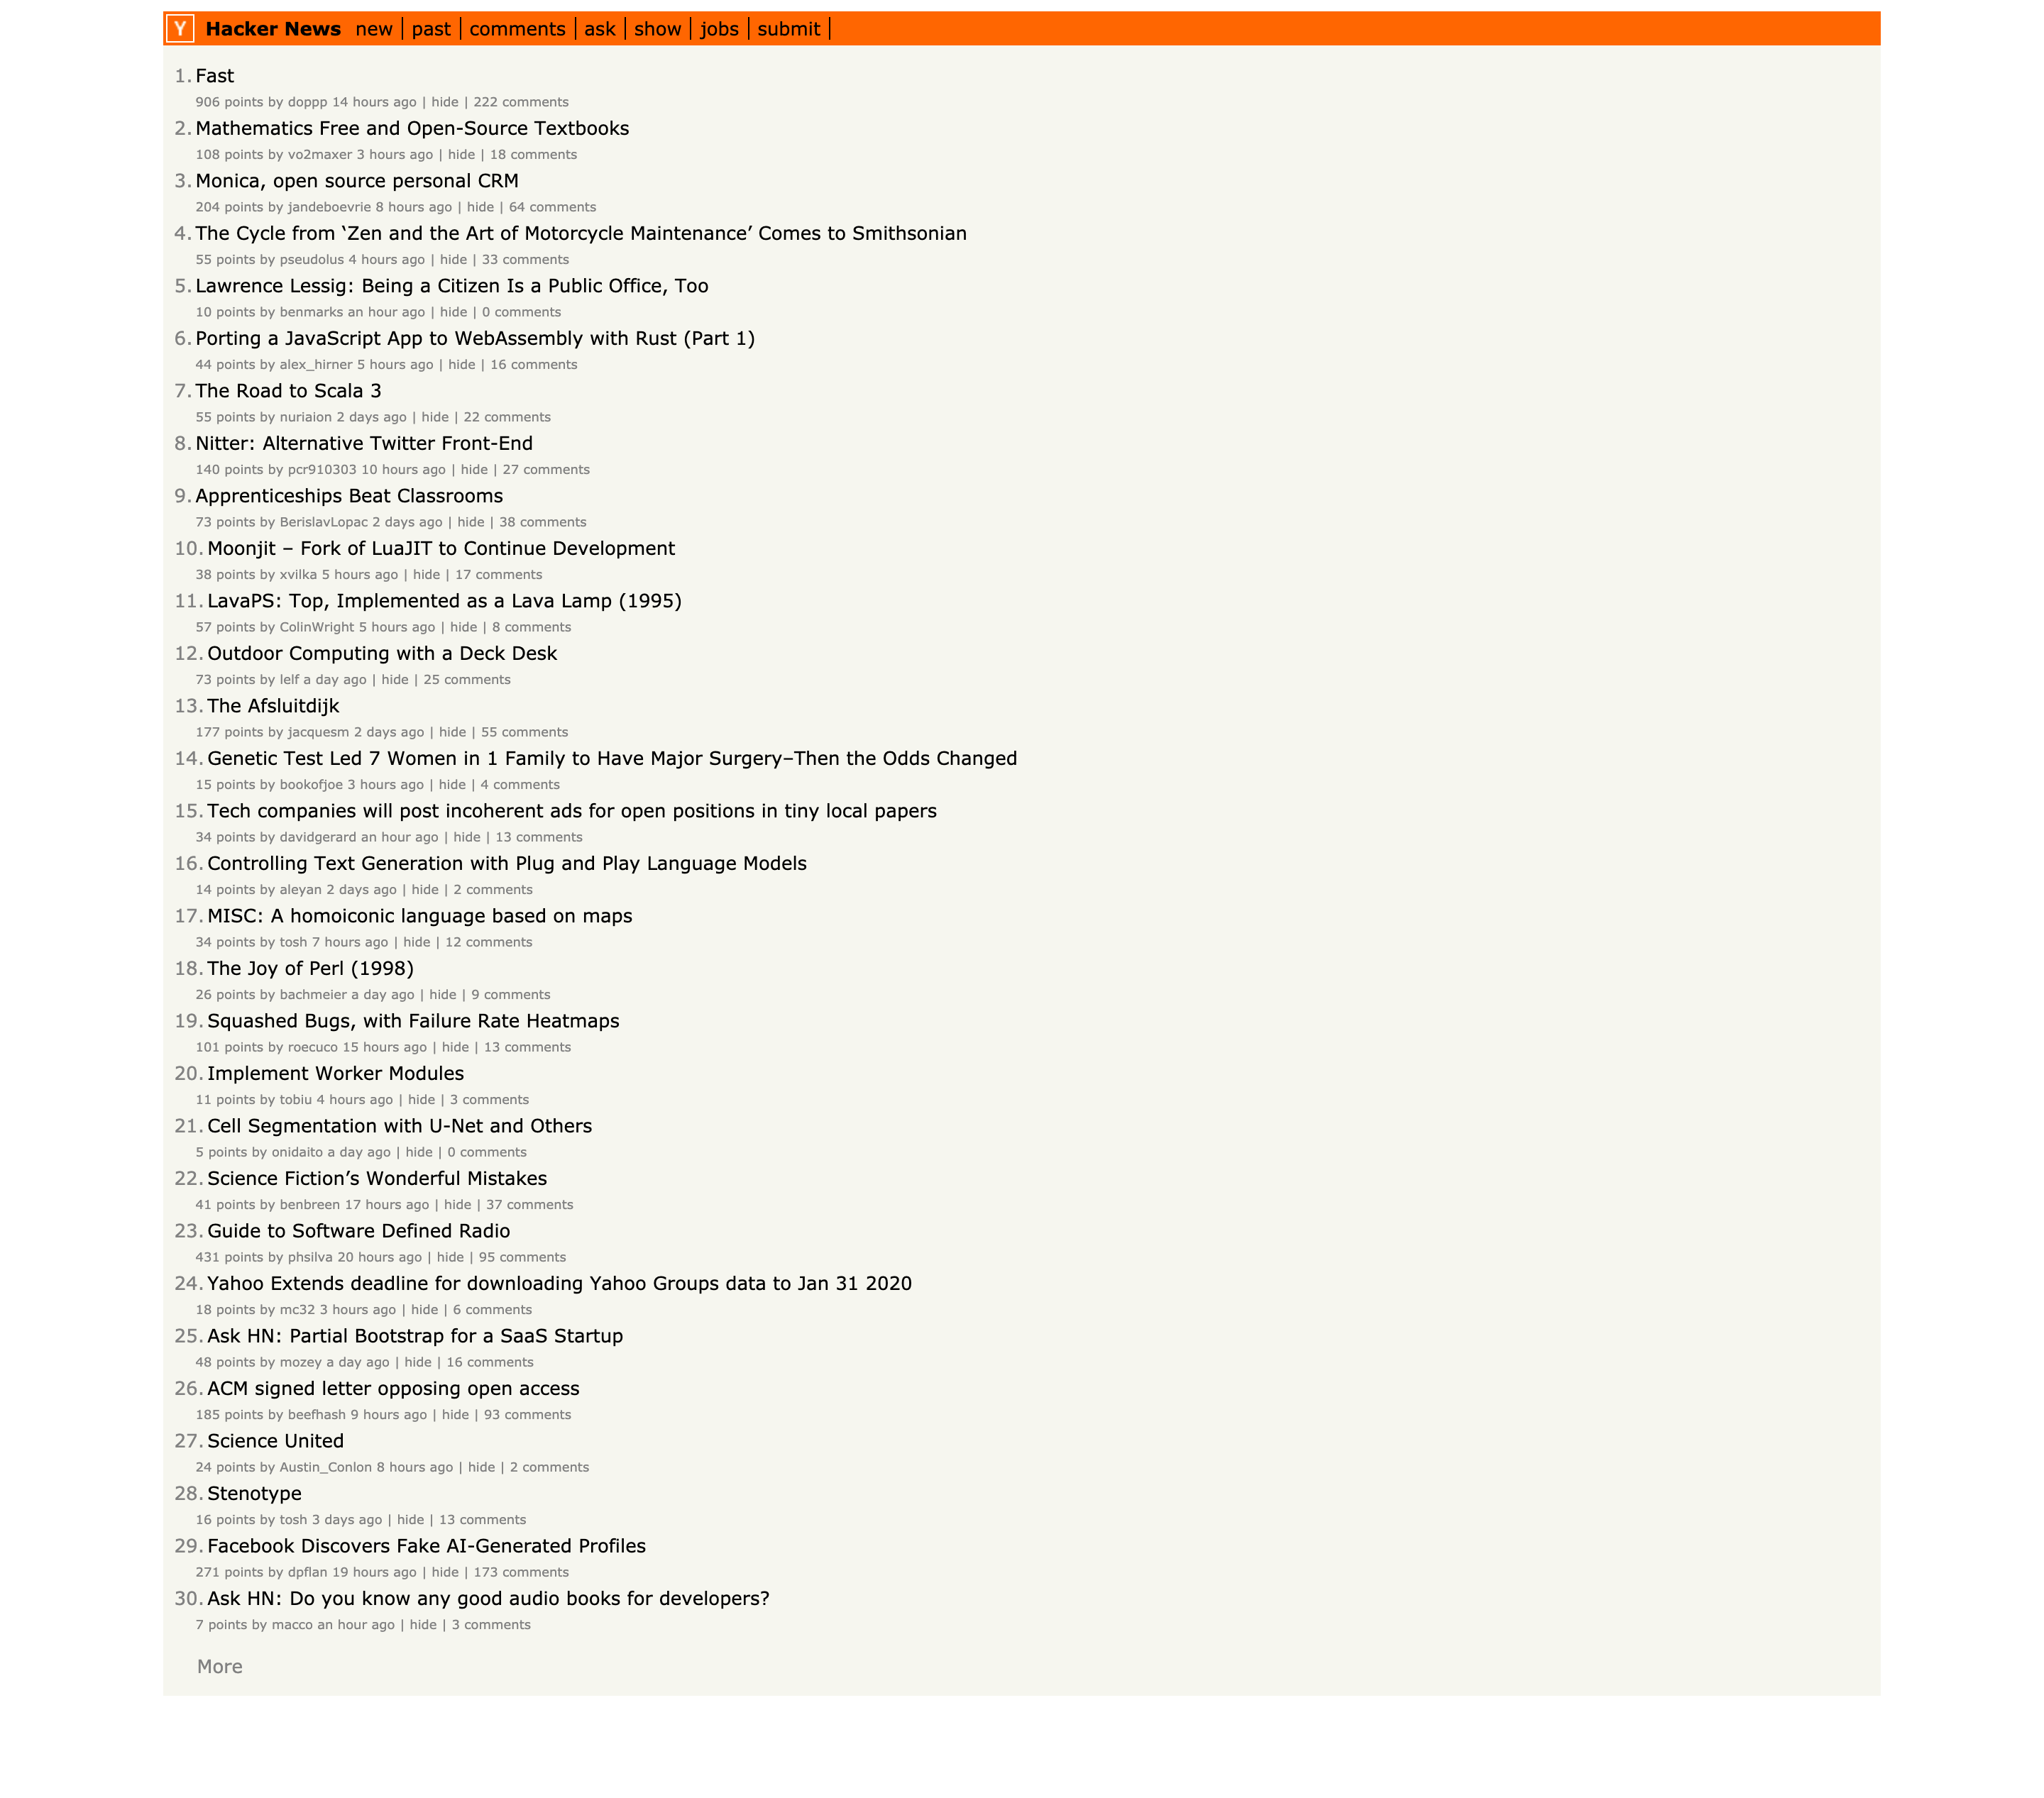 Y Hacker News new | past | comments | ask | show | jobs | submit |
1. Fast
906 points by doppp 14 hours ago | hide | 222 comments
2. Mathematics Free and Open-Source Textbooks
108 points by vo2maxer 3 hours ago | hide | 18 comments
3. Monica, open source personal CRM
204 points by jandeboevrie 8 hours ago | hide | 64 comments
4. The Cycle from ‘Zen and the Art of Motorcycle Maintenance’ Comes to Smithsonian
55 points by pseudolus 4 hours ago | hide | 33 comments
5. Lawrence Lessig: Being a Citizen Is a Public Office, Too
10 points by benmarks an hour ago | hide | 0 comments
6. Porting a JavaScript App to WebAssembly with Rust (Part 1)
44 points by alex_hirner 5 hours ago | hide | 16 comments
7. The Road to Scala 3
55 points by nuriaion 2 days ago | hide | 22 comments
8. Nitter: Alternative Twitter Front-End
140 points by pcr910303 10 hours ago | hide | 27 comments
9. Apprenticeships Beat Classrooms
73 points by BerislavLopac 2 days ago | hide | 38 comments
10. Moonjit – Fork of LuaJIT to Continue Development
38 points by xvilka 5 hours ago | hide | 17 comments
11. LavaPS: Top, Implemented as a Lava Lamp (1995)
57 points by ColinWright 5 hours ago | hide | 8 comments
12. Outdoor Computing with a Deck Desk
73 points by lelf a day ago | hide | 25 comments
13. The Afsluitdijk
177 points by jacquesm 2 days ago | hide | 55 comments
14. Genetic Test Led 7 Women in 1 Family to Have Major Surgery–Then the Odds Changed
15 points by bookofjoe 3 hours ago | hide | 4 comments
15. Tech companies will post incoherent ads for open positions in tiny local papers
34 points by davidgerard an hour ago | hide | 13 comments
16. Controlling Text Generation with Plug and Play Language Models
14 points by aleyan 2 days ago | hide | 2 comments
17. MISC: A homoiconic language based on maps
34 points by tosh 7 hours ago | hide | 12 comments
18. The Joy of Perl (1998)
26 points by bachmeier a day ago | hide | 9 comments
19. Squashed Bugs, with Failure Rate Heatmaps
101 points by roecuco 15 hours ago | hide | 13 comments
20. Implement Worker Modules
11 points by tobiu 4 hours ago | hide | 3 comments
21. Cell Segmentation with U-Net and Others
5 points by onidaito a day ago | hide | 0 comments
22. Science Fiction’s Wonderful Mistakes
41 points by benbreen 17 hours ago | hide | 37 comments
23. Guide to Software Defined Radio
431 points by phsilva 20 hours ago | hide | 95 comments
24. Yahoo Extends deadline for downloading Yahoo Groups data to Jan 31 2020
18 points by mc32 3 hours ago | hide | 6 comments
25. Ask HN: Partial Bootstrap for a SaaS Startup
48 points by mozey a day ago | hide | 16 comments
26. ACM signed letter opposing open access
185 points by beefhash 9 hours ago | hide | 93 comments
27. Science United
24 points by Austin_Conlon 8 hours ago | hide | 2 comments
28. Stenotype
16 points by tosh 3 days ago | hide | 13 comments
29. Facebook Discovers Fake AI-Generated Profiles
271 points by dpflan 19 hours ago | hide | 173 comments
30. Ask HN: Do you know any good audio books for developers?
7 points by macco an hour ago | hide | 3 comments
More